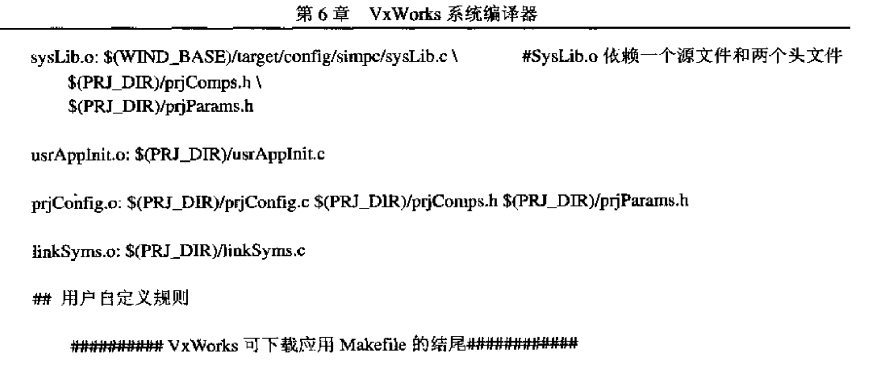 第 6 章 VxWorks 系统编译器
sysLib.o: $(WIND_BASE)/target/config/simpc/sysLib.c \ #SysLib.o 依赖一个源文件和两个头文件
$(PRJ_DIR)/prjComps.h \
$(PRJ_DIR)/prjParams.h
usrAppInit.o: $(PRJ_DIR)/usrAppInit.c
prjConfig.o: $(PRJ_DIR)/prjConfig.c $(PRJ_DIR)/prjComps.h $(PRJ_DIR)/prjParams.h
linkSyms.o: $(PRJ_DIR)/linkSyms.c
## 用户自定义规则
########## VxWorks 可下载应用 Makefile 的结尾############